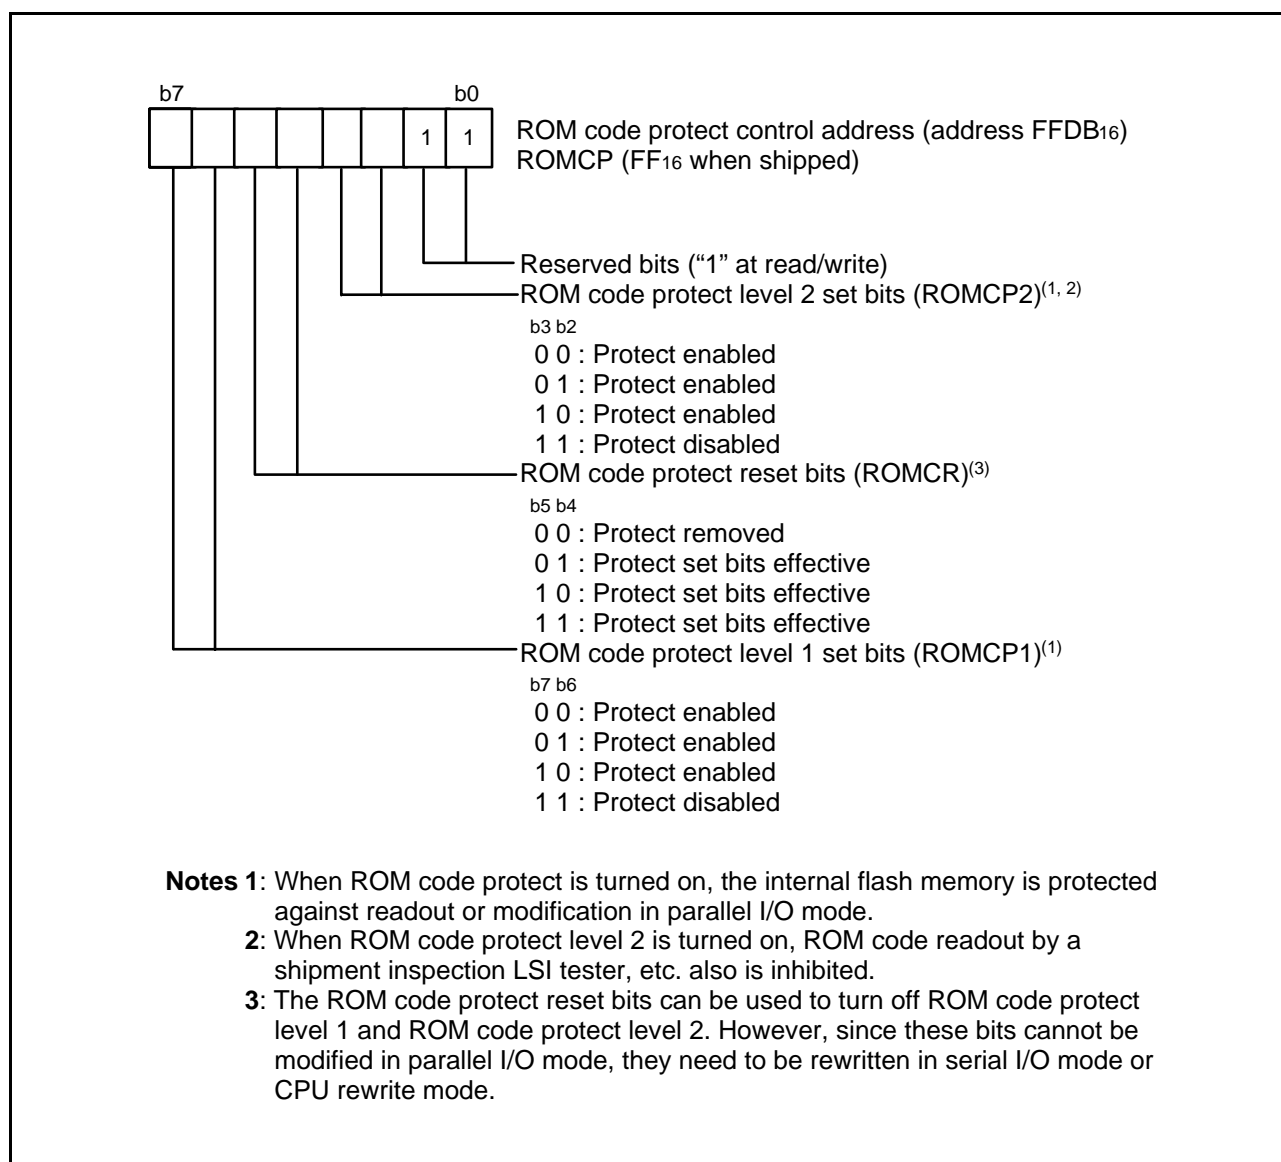 b7 b0
1 1
ROM code protect control address (address FFDB16)
ROMCP (FF16 when shipped)
Reserved bits (“1” at read/write)
ROM code protect level 2 set bits (ROMCP2)(1, 2)
b3 b2
0 0 : Protect enabled
0 1 : Protect enabled
1 0 : Protect enabled
1 1 : Protect disabled
ROM code protect reset bits (ROMCR)(3)
b5 b4
0 0 : Protect removed
0 1 : Protect set bits effective
1 0 : Protect set bits effective
1 1 : Protect set bits effective
ROM code protect level 1 set bits (ROMCP1)(1)
b7 b6
0 0 : Protect enabled
0 1 : Protect enabled
1 0 : Protect enabled
1 1 : Protect disabled
Notes 1: When ROM code protect is turned on, the internal flash memory is protected
against readout or modification in parallel I/O mode.
2: When ROM code protect level 2 is turned on, ROM code readout by a
shipment inspection LSI tester, etc. also is inhibited.
3: The ROM code protect reset bits can be used to turn off ROM code protect
level 1 and ROM code protect level 2. However, since these bits cannot be
modified in parallel I/O mode, they need to be rewritten in serial I/O mode or
CPU rewrite mode.